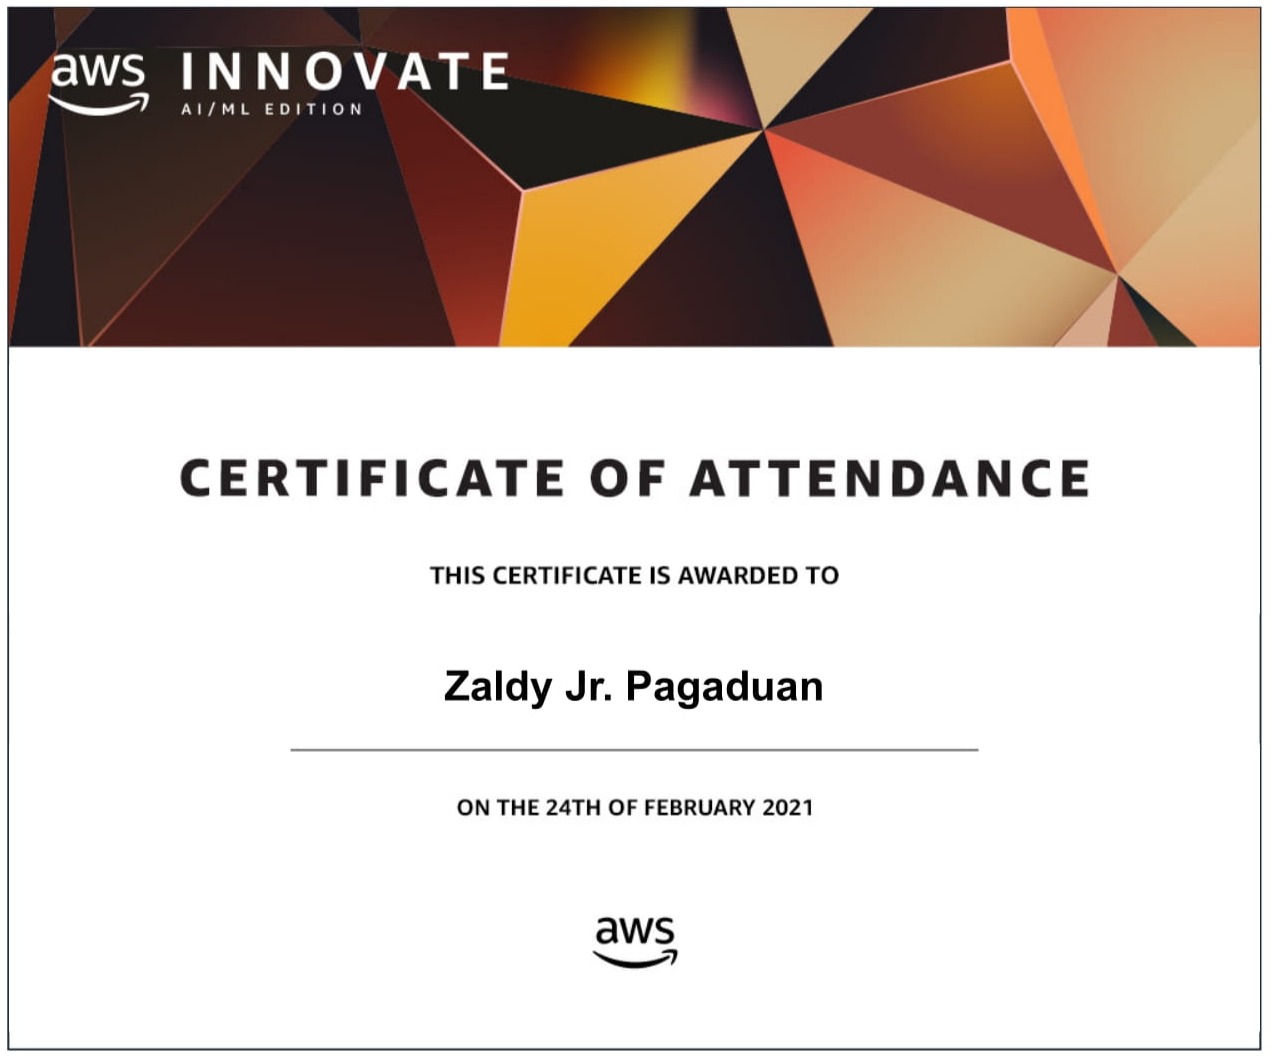 aws INNOVATE
AI/ML EDITION
CERTIFICATE OF ATTENDANCE
THIS CERTIFICATE IS AWARDED TO
Zaldy Jr. Pagaduan
ON THE 24TH OF FEBRUARY 2021
aws